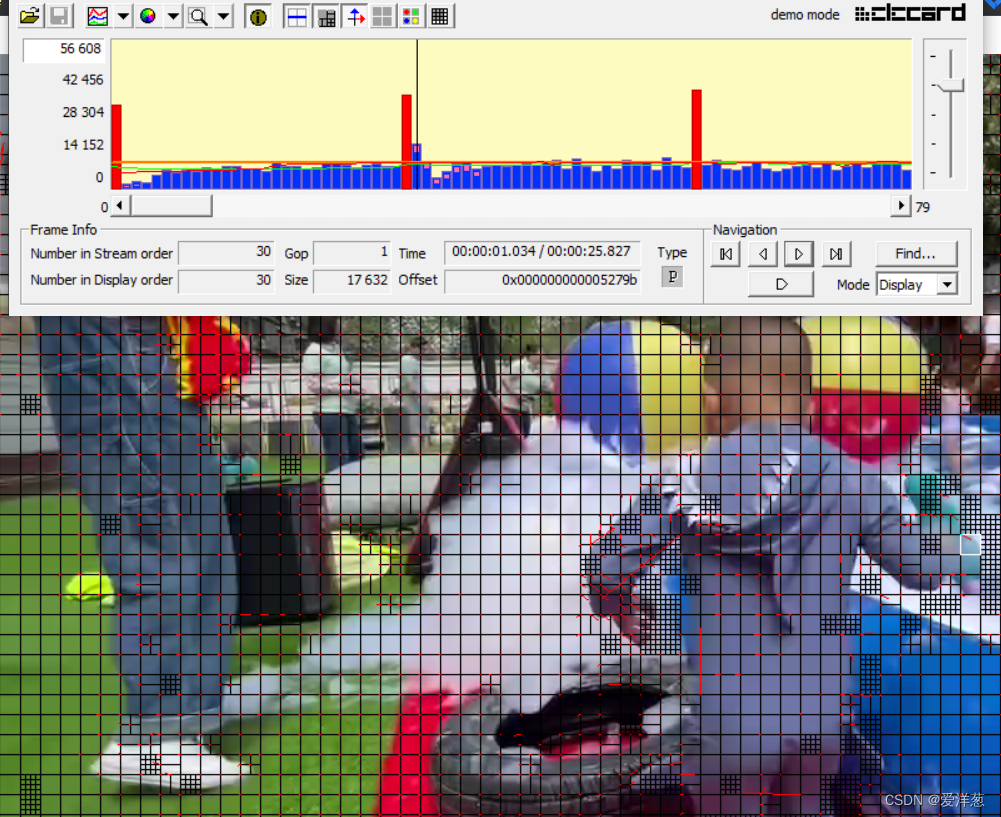 demo mode elecard
56 608
42 456
28 304
14 152
0
0 79
Frame Info Navigation
Number in Stream order 30 Gop 1 Time 00:00:01.034 / 00:00:25.827 Type Find...
Number in Display order 30 Size 17 632 Offset 0x000000000005279b P Mode Display
CSDN @爱洋葱